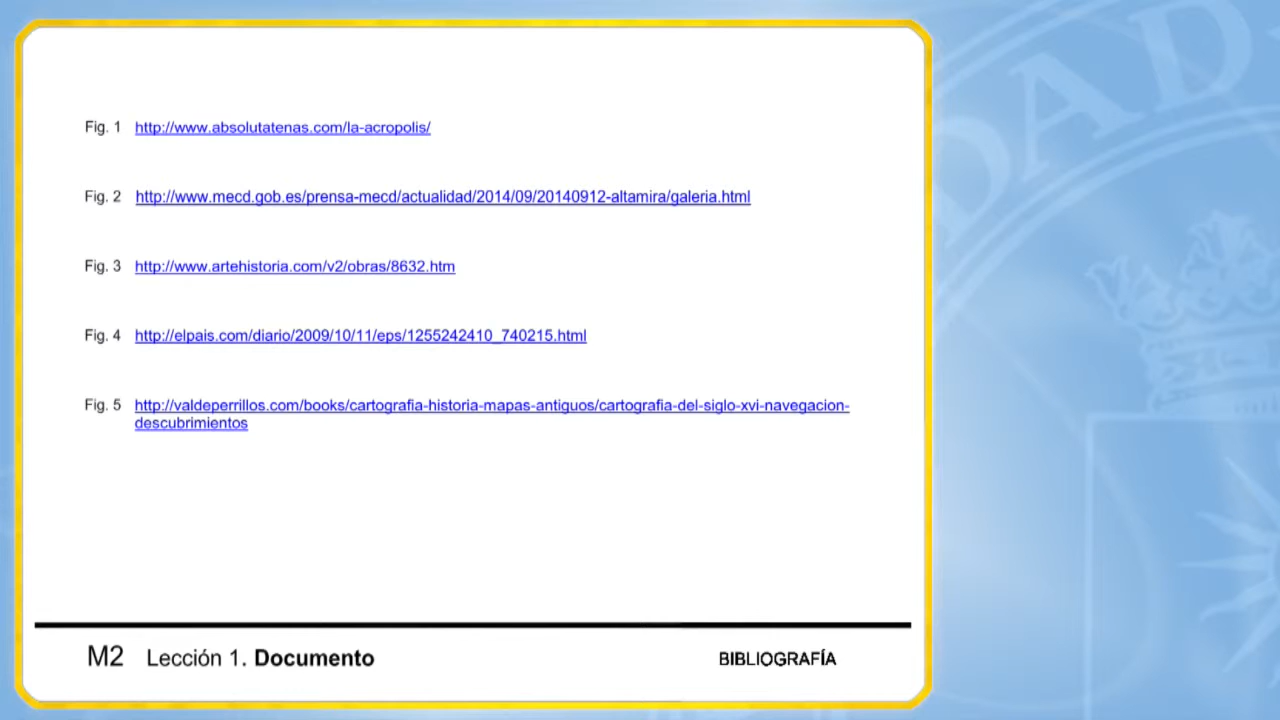 Fig. 1 http://www.absolutatenas.com/la-acropolis/
Fig. 2 http://www.mecd.gob.es/prensa-mecd/actualidad/2014/09/20140912-altamira/galeria.html
Fig. 3 http://www.artehistoria.com/v2/obras/8632.htm
Fig. 4 http://elpais.com/diario/2009/10/11/eps/1255242410_740215.html
Fig. 5 http://valdeperrillos.com/books/cartografia-historia-mapas-antiguos/cartografia-del-siglo-xvi-navegacion-
descubrimientos
M2 Lección 1. Documento BIBLIOGRAFÍA
DAD